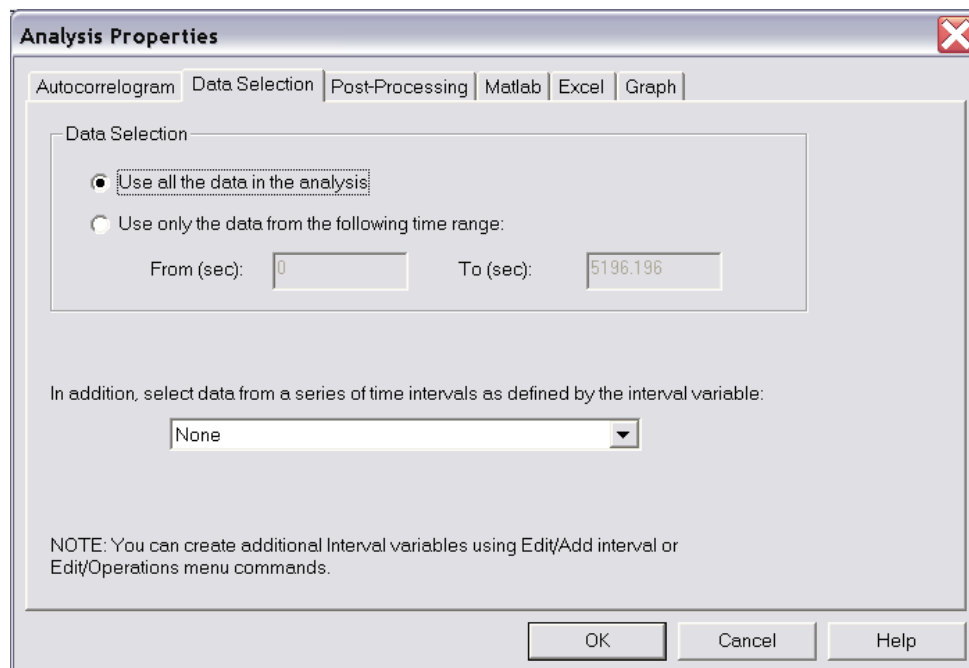 Analysis Properties
Autocorrelogram Data Selection Post-Processing Matlab Excel Graph
Data Selection
Use all the data in the analysis
Use only the data from the following time range:
From (sec): 0 To (sec): 5196.196
In addition, select data from a series of time intervals as defined by the interval variable:
None
NOTE: You can create additional Interval variables using Edit/Add interval or
Edit/Operations menu commands.
OK Cancel Help